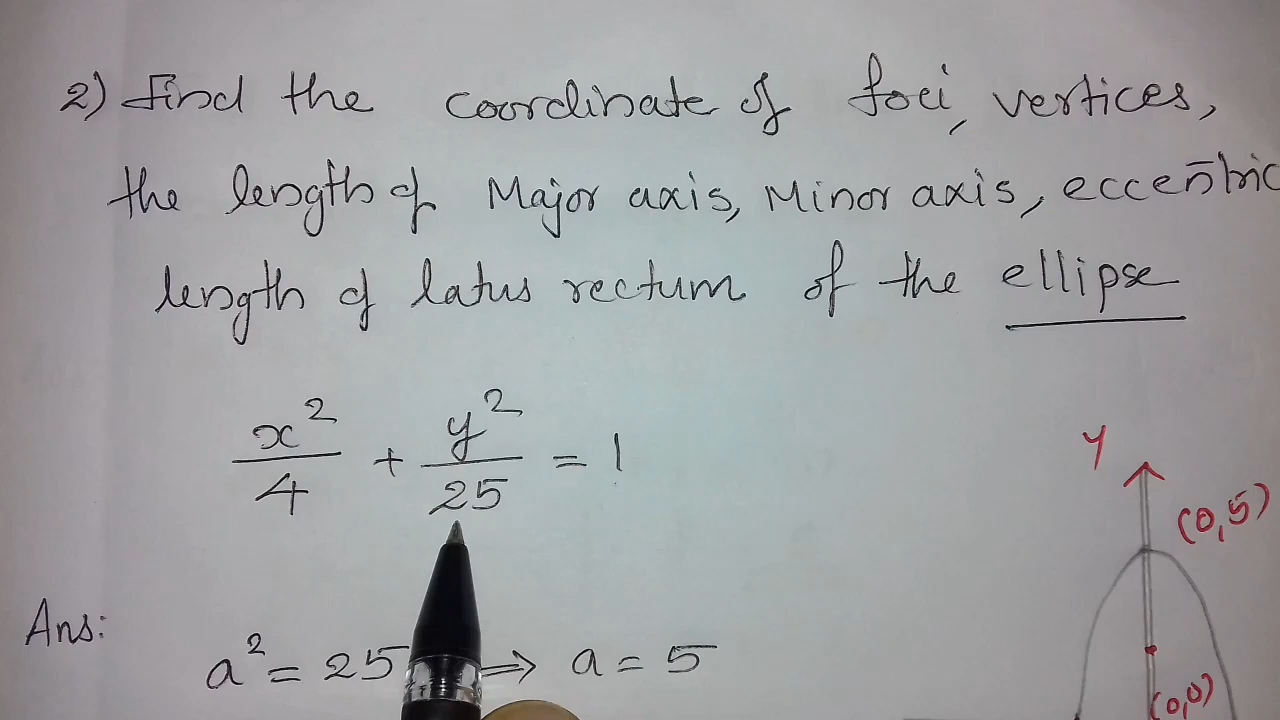 2) Find the coordinate of foci, vertices,
the length of Major axis, Minor axis, eccentric
length of latus rectum of the ellipse
x²/4 + y²/25 = 1
Y
(0,5)
Ans:
a² = 25 ⇒ a = 5
(0,0)